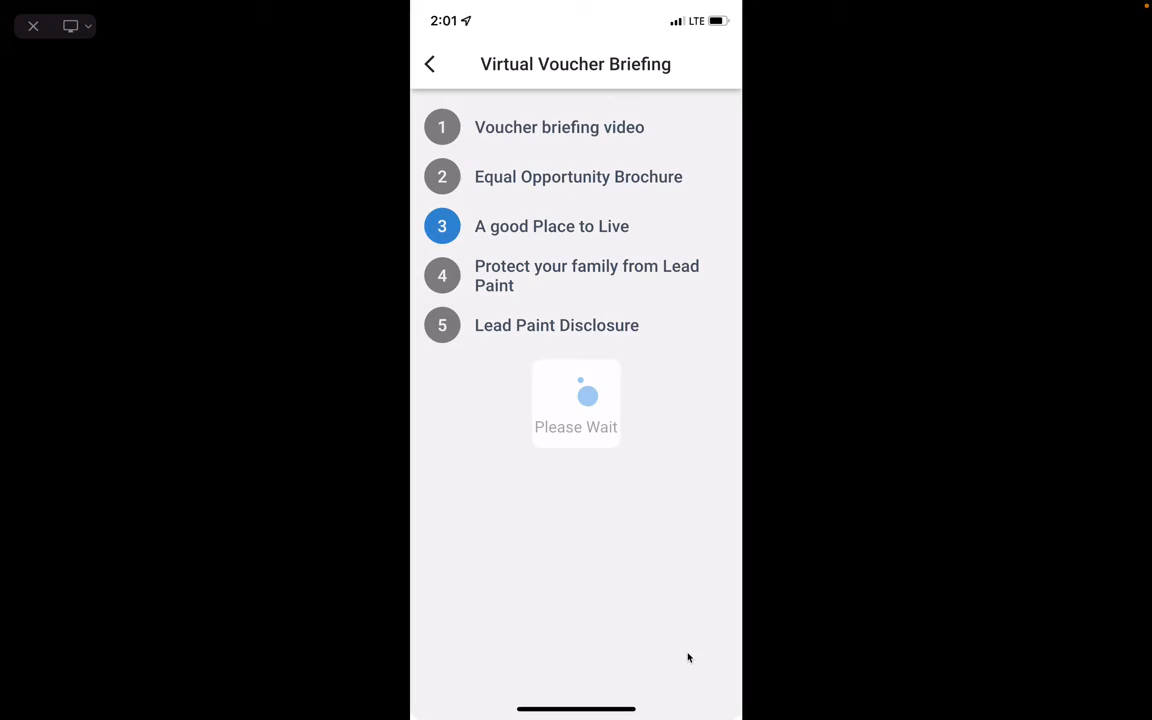 2:01
LTE
Virtual Voucher Briefing
1 Voucher briefing video
2 Equal Opportunity Brochure
3 A good Place to Live
4 Protect your family from Lead
Paint
5 Lead Paint Disclosure
Please Wait